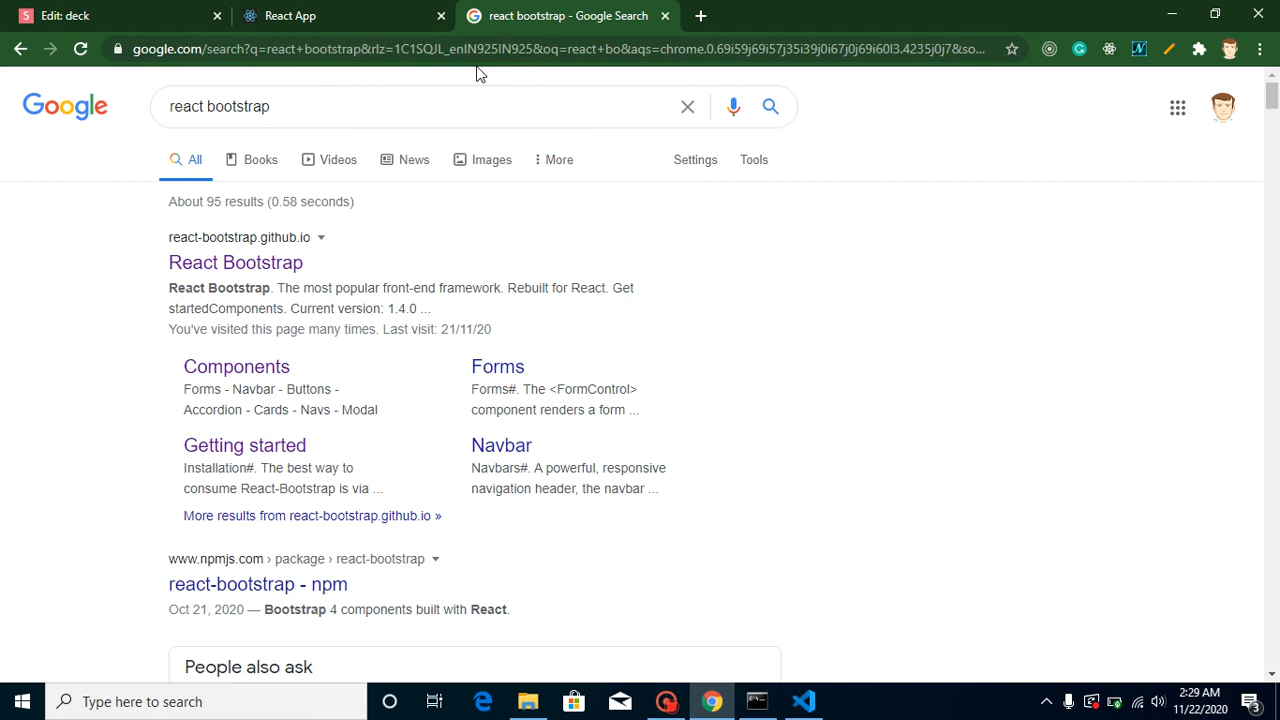 Edit: deck
React App
react bootstrap - Google Search
google.com/search?q=react+bootstrap&rlz=1C1SQJL_enIN925IN925&oq=react+bo&aqs=chrome.0.69i59j69i57j35i39j0i67j0j69i60l3.4235j0j7&so...
Google
react bootstrap
All
Books
Videos
News
Images
More
Settings
Tools
About 95 results (0.58 seconds)
react-bootstrap.github.io
React Bootstrap
React Bootstrap. The most popular front-end framework. Rebuilt for React. Get
startedComponents. Current version: 1.4.0 ...
You've visited this page many times. Last visit: 21/11/20
Components
Forms - Navbar - Buttons -
Accordion - Cards - Navs - Modal
Forms
Forms#. The <FormControl>
component renders a form ...
Getting started
Installation#. The best way to
consume React-Bootstrap is via ...
Navbar
Navbars#. A powerful, responsive
navigation header, the navbar ...
More results from react-bootstrap.github.io »
www.npmjs.com › package › react-bootstrap
react-bootstrap - npm
Oct 21, 2020 — Bootstrap 4 components built with React.
People also ask
Type here to search
2:29 AM
11/22/2020
3